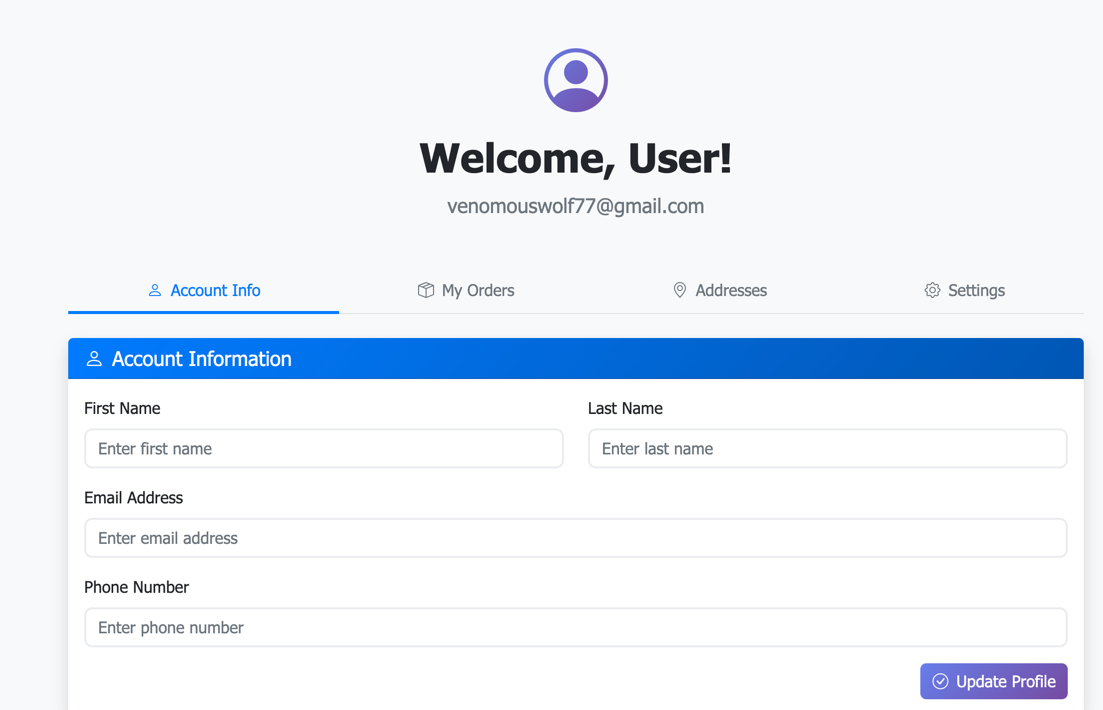 Welcome, User!
venomouswolf77@gmail.com
Account Info My Orders Addresses Settings
Account Information
First Name Last Name
Enter first name Enter last name
Email Address
Enter email address
Phone Number
Enter phone number
Update Profile